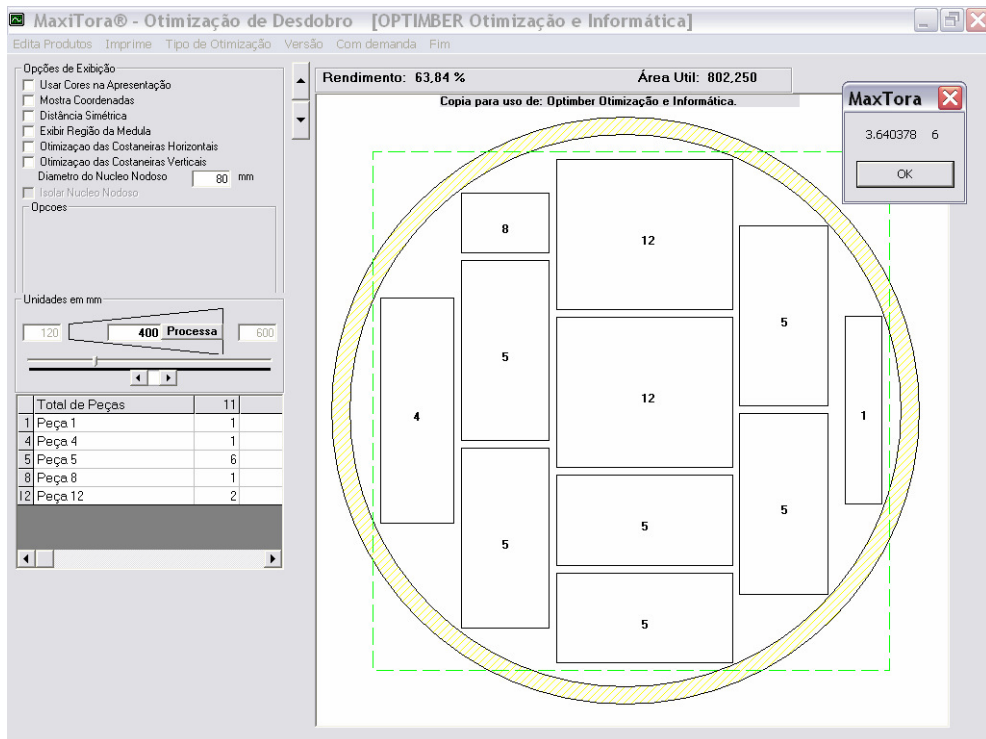 MaxiTora® - Otimização de Desdobro [OPTIMBER Otimização e Informática]
Edita Produtos Imprime Tipo de Otimização Versão Com demanda Fim
Opções de Exibição
Usar Cores na Apresentação
Mostra Coordenadas
Distância Simétrica
Exibir Região da Medula
Otimizaçao das Costaneiras Horizontais
Otimizaçao das Costaneiras Verticais
Diametro do Nucleo Nodoso 80 mm
Isolar Nucleo Nodoso
Opcoes
Unidades em mm
120 400 Processa 600
Total de Peças 11
1 Peça 1 1
4 Peça 4 1
5 Peça 5 6
8 Peça 8 1
12 Peça 12 2
Rendimento: 63,84 % Área Util: 802,250
Copia para uso de: Optimber Otimização e Informática.
MaxTora
3.640378 6
OK
8
12
5
5
12
4
1
5
5
5
5